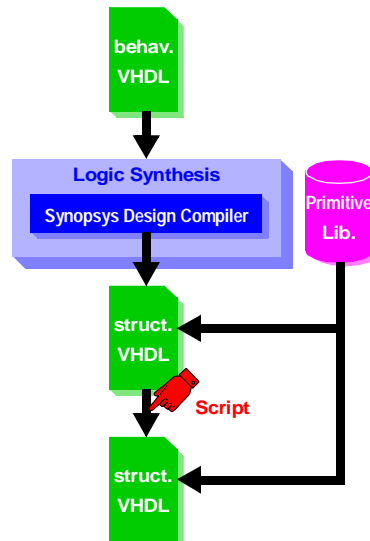 behav.
VHDL
Logic Synthesis
Synopsys Design Compiler
Primitive
Lib.
struct.
VHDL
Script
struct.
VHDL